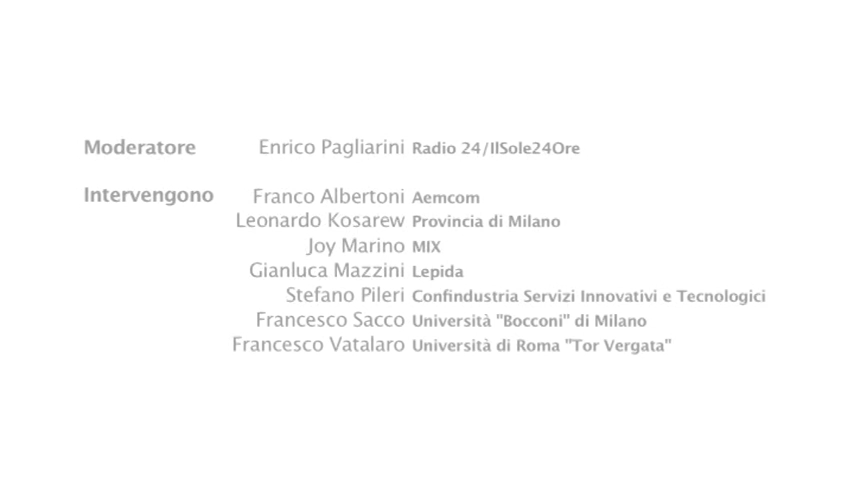 Moderatore Enrico Pagliarini Radio 24/IlSole24Ore
Intervengono Franco Albertoni Aemcom
Leonardo Kosarew Provincia di Milano
Joy Marino MIX
Gianluca Mazzini Lepida
Stefano Pileri Confindustria Servizi Innovativi e Tecnologici
Francesco Sacco Università "Bocconi" di Milano
Francesco Vatalaro Università di Roma "Tor Vergata"